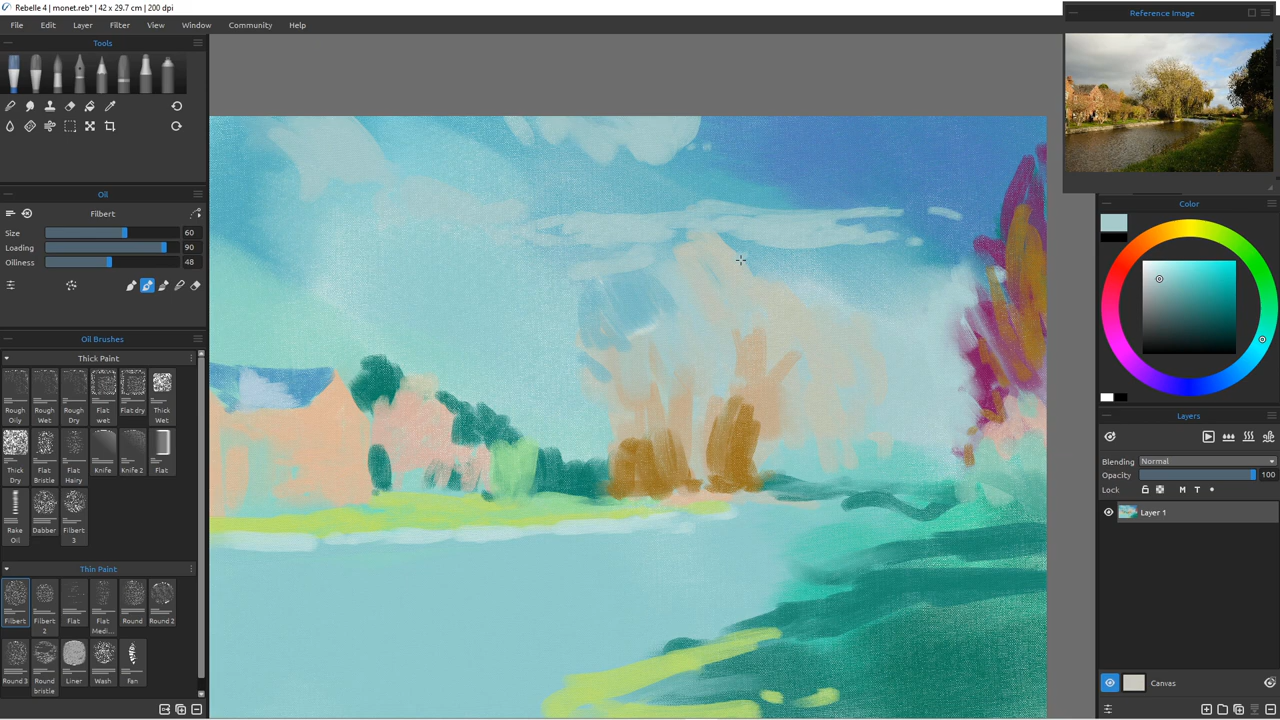 Rebelle 4 | monet.reb* | 42 x 29.7 cm | 200 dpi
File Edit Layer Filter View Window Community Help
Tools
Oil
Filbert
Size 60
Loading 90
Oiliness 48
Oil Brushes
Thick Paint
Rough Oily
Rough Wet
Rough Dry
Flat wet
Flat dry
Thick Wet
Thick Dry
Flat Bristle
Flat Hairy
Knife
Knife 2
Flat
Rake Oil
Dabber
Filbert 3
Thin Paint
Filbert
Filbert 2
Flat
Flat Medi...
Round
Round 2
Round 3
Round bristle
Liner
Wash
Fan
Reference Image
Color
Layers
Blending Normal
Opacity 100
Lock M T
Layer 1
Canvas